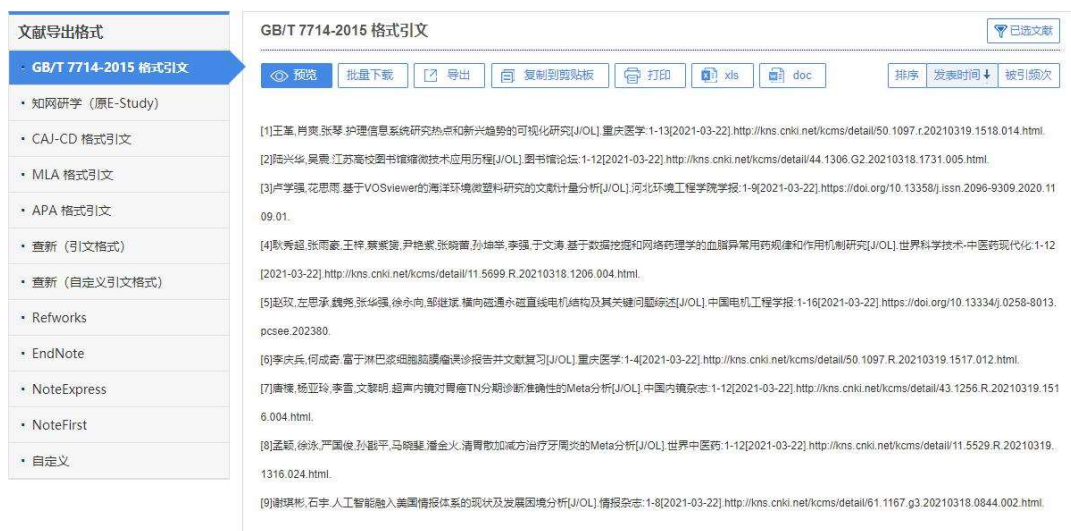 文献导出格式
GB/T 7714-2015 格式引文
知网研学（原E-Study）
CAJ-CD 格式引文
MLA 格式引文
APA 格式引文
查新（引文格式）
查新（自定义引文格式）
Refworks
EndNote
NoteExpress
NoteFirst
自定义
GB/T 7714-2015 格式引文
已选文献
预览 批量下载 导出 复制到剪贴板 打印 xls doc 排序 发表时间↓ 被引频次
[1]王革,肖爽,张琴.护理信息系统研究热点和新兴趋势的可视化研究[J/OL].重庆医学:1-13[2021-03-22].http://kns.cnki.net/kcms/detail/50.1097.r.20210319.1518.014.html.
[2]陆兴华,吴震.江苏高校图书馆缩微技术应用历程[J/OL].图书馆论坛:1-12[2021-03-22].http://kns.cnki.net/kcms/detail/44.1306.G2.20210318.1731.005.html.
[3]卢学强,花思雨.基于VOSviewer的海洋环境微塑料研究的文献计量分析[J/OL].河北环境工程学院学报:1-9[2021-03-22].https://doi.org/10.13358/j.issn.2096-9309.2020.11
09.01.
[4]耿秀超,张雨豪,王梓,蔡紫璇,尹艳紫,张晓蕾,孙坤举,李强,于文涛.基于数据挖掘和网络药理学的血脂异常用药规律和作用机制研究[J/OL].世界科学技术-中医药现代化:1-12
[2021-03-22].http://kns.cnki.net/kcms/detail/11.5699.R.20210318.1206.004.html.
[5]赵玫,左思承,魏尧,张华强,徐永向,邹继斌.横向磁通永磁直线电机结构及其关键问题综述[J/OL].中国电机工程学报:1-16[2021-03-22].https://doi.org/10.13334/j.0258-8013.
pcsee.202380.
[6]李庆兵,何成奇.富于淋巴浆细胞脑膜瘤误诊报告并文献复习[J/OL].重庆医学:1-4[2021-03-22].http://kns.cnki.net/kcms/detail/50.1097.R.20210319.1517.012.html.
[7]唐榛,杨亚玲,李雪,文黎明.超声内镜对胃癌TN分期诊断准确性的Meta分析[J/OL].中国内镜杂志:1-12[2021-03-22].http://kns.cnki.net/kcms/detail/43.1256.R.20210319.151
6.004.html.
[8]孟颖,徐泳,严国俊,孙戡平,马晓斐,潘金火.清胃散加减方治疗牙周炎的Meta分析[J/OL].世界中医药:1-12[2021-03-22].http://kns.cnki.net/kcms/detail/11.5529.R.20210319.
1316.024.html.
[9]谢琪彬,石宇.人工智能融入美国情报体系的现状及发展困境分析[J/OL].情报杂志:1-8[2021-03-22].http://kns.cnki.net/kcms/detail/61.1167.g3.20210318.0844.002.html.